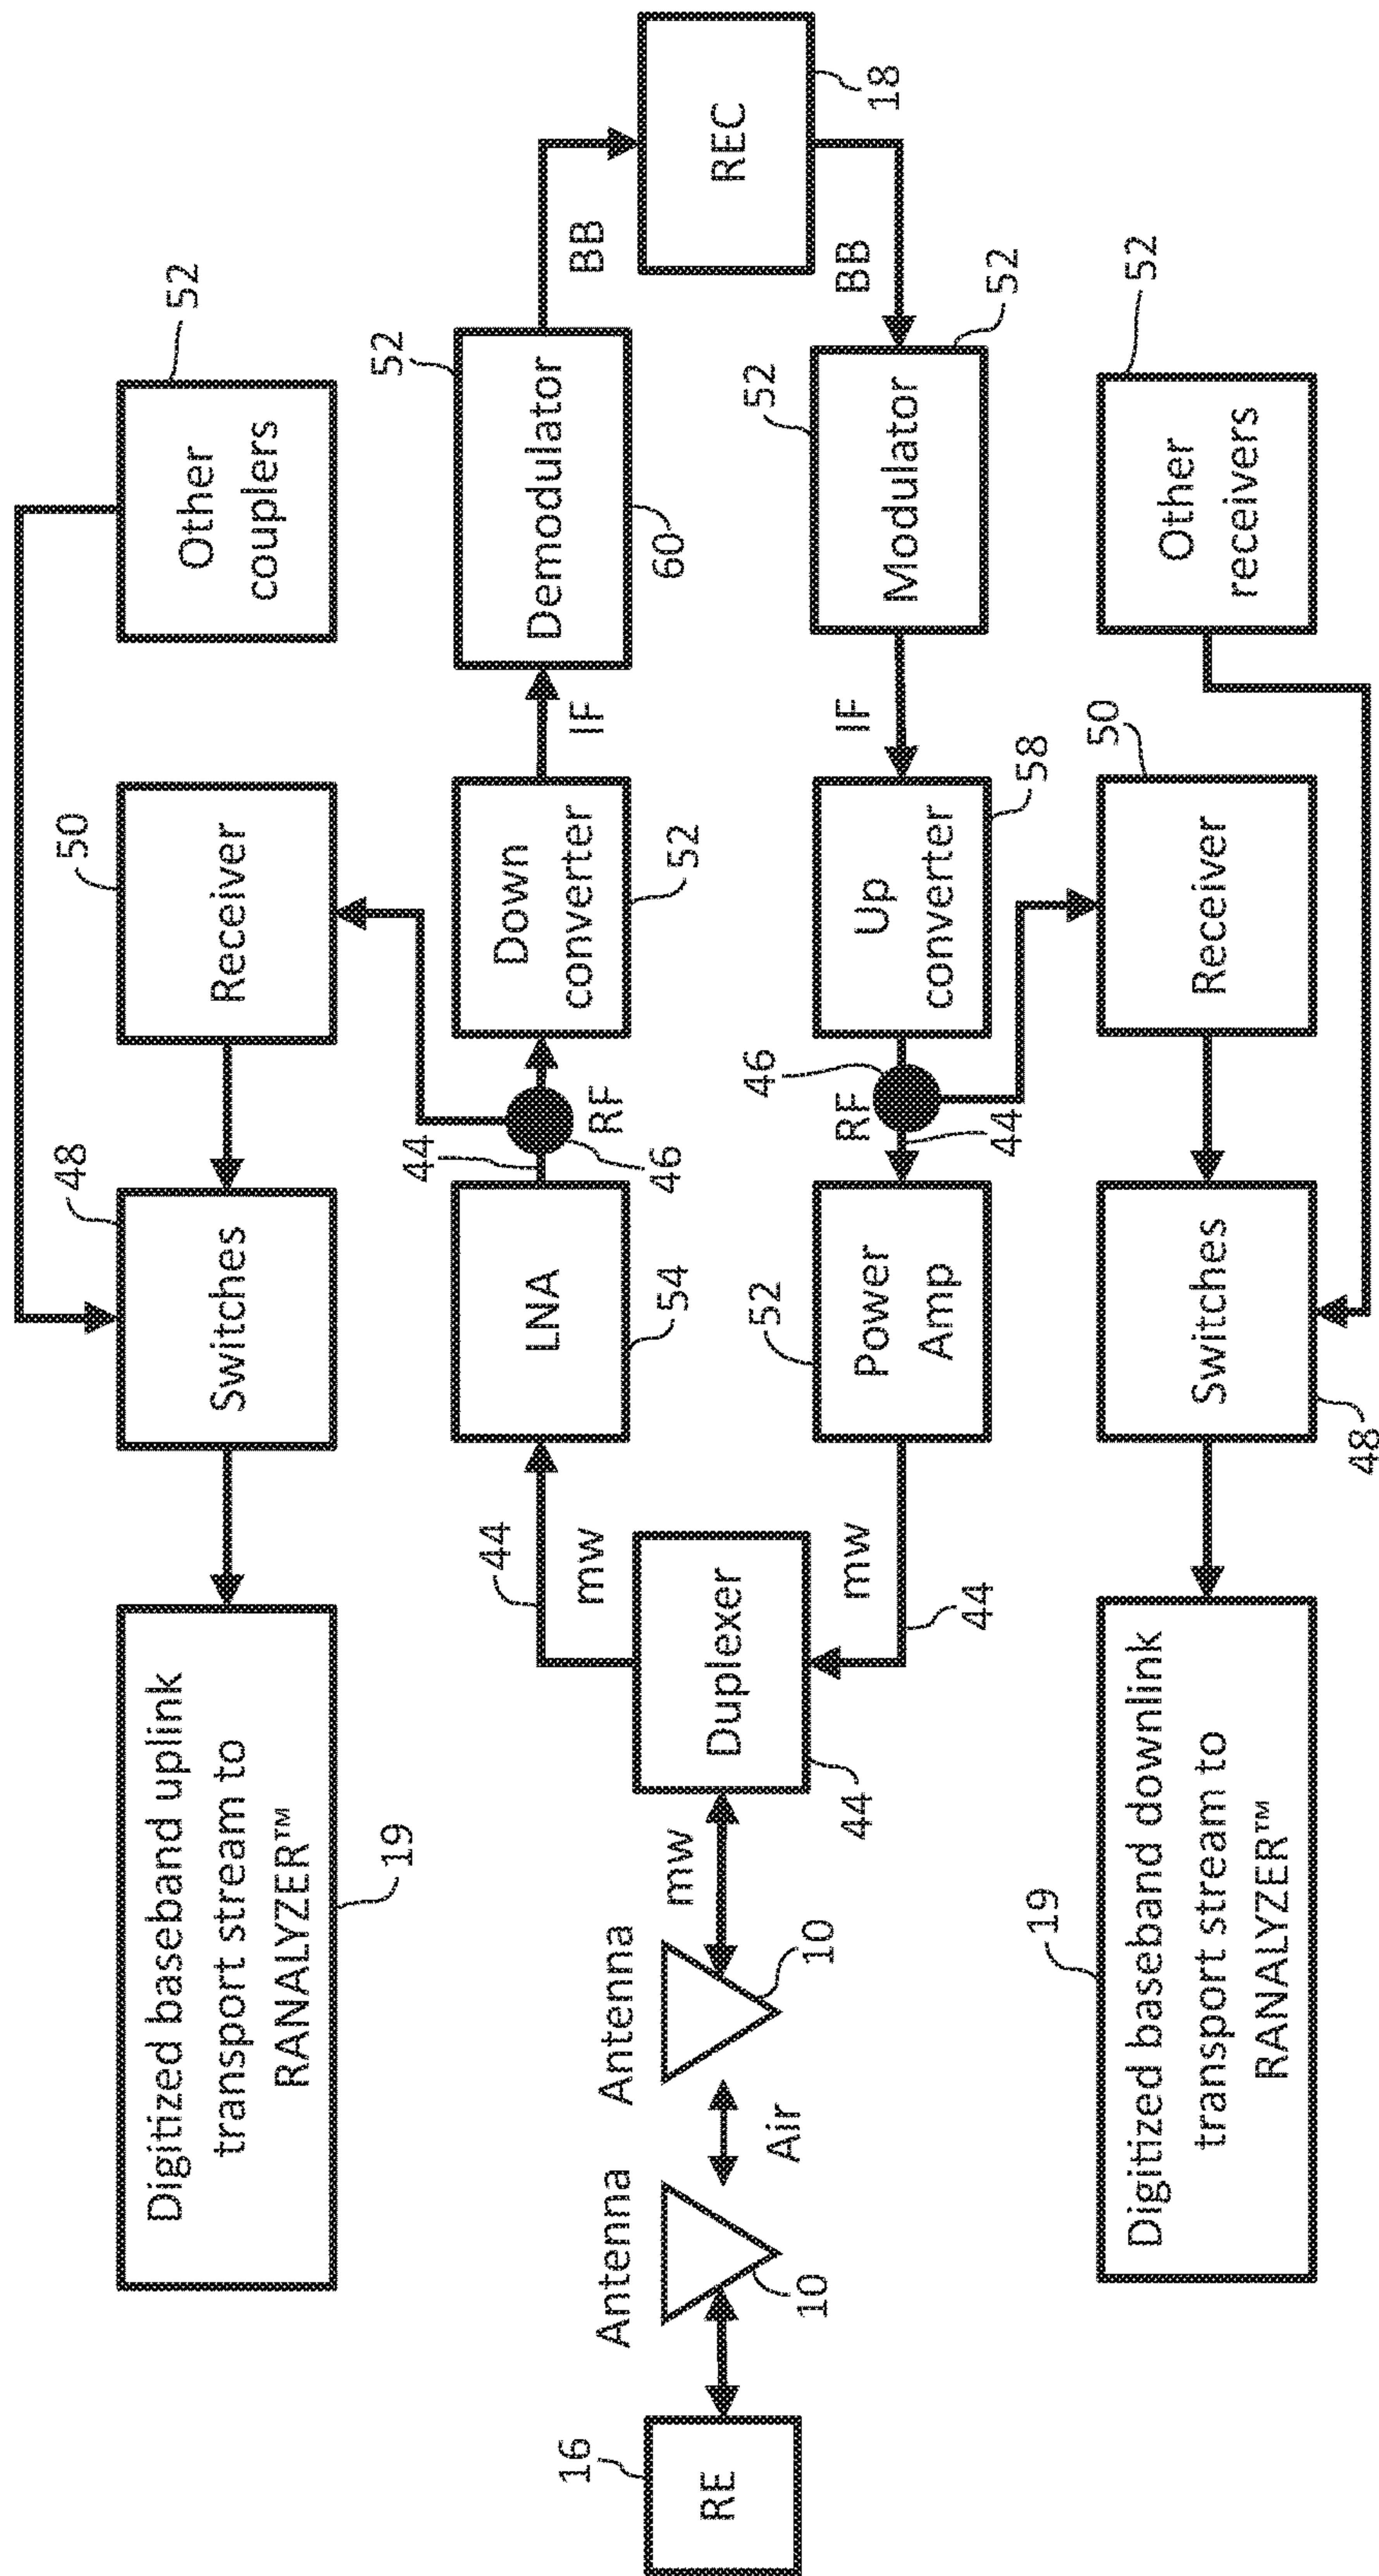 Digitized baseband uplink
transport stream to
RANALYZER™
19
Switches
48
Receiver
50
Other
couplers
52
RE
16
Antenna
10
Air
Antenna
10
mw
Duplexer
44
44
mw
LNA
54
44
46
RF
Down
converter
52
IF
Demodulator
52
60
BB
REC
18
BB
Modulator
52
52
IF
Up
converter
58
46
RF
44
Power
Amp
52
mw
44
Digitized baseband downlink
transport stream to
RANALYZER™
19
Switches
48
Receiver
50
Other
receivers
52